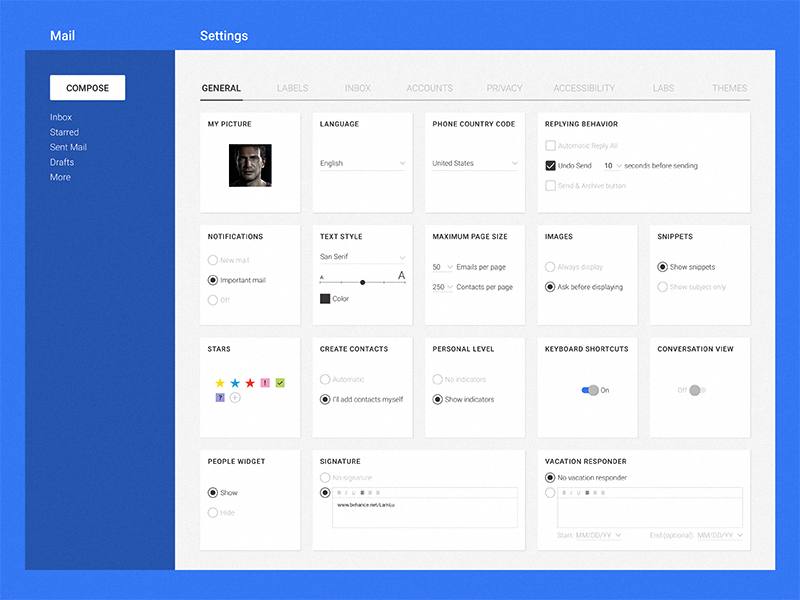 Mail
Settings
COMPOSE
Inbox
Starred
Sent Mail
Drafts
More
GENERAL LABELS INBOX ACCOUNTS PRIVACY ACCESSIBILITY LABS THEMES
MY PICTURE
LANGUAGE
English
PHONE COUNTRY CODE
United States
REPLYING BEHAVIOR
Automatic Reply All
Undo Send 10 seconds before sending
Send & Archive button
NOTIFICATIONS
New mail
Important mail
Off
TEXT STYLE
San Serif
A A
Color
MAXIMUM PAGE SIZE
50 Emails per page
250 Contacts per page
IMAGES
Always display
Ask before displaying
SNIPPETS
Show snippets
Show subject only
STARS
! 
?
CREATE CONTACTS
Automatic
I'll add contacts myself
PERSONAL LEVEL
No indicators
Show indicators
KEYBOARD SHORTCUTS
On
CONVERSATION VIEW
Off
PEOPLE WIDGET
Show
Hide
SIGNATURE
No signature
B I U
www.behance.net/LamLu
VACATION RESPONDER
No vacation responder
B I U
Start: MM/DD/YY End (optional): MM/DD/YY